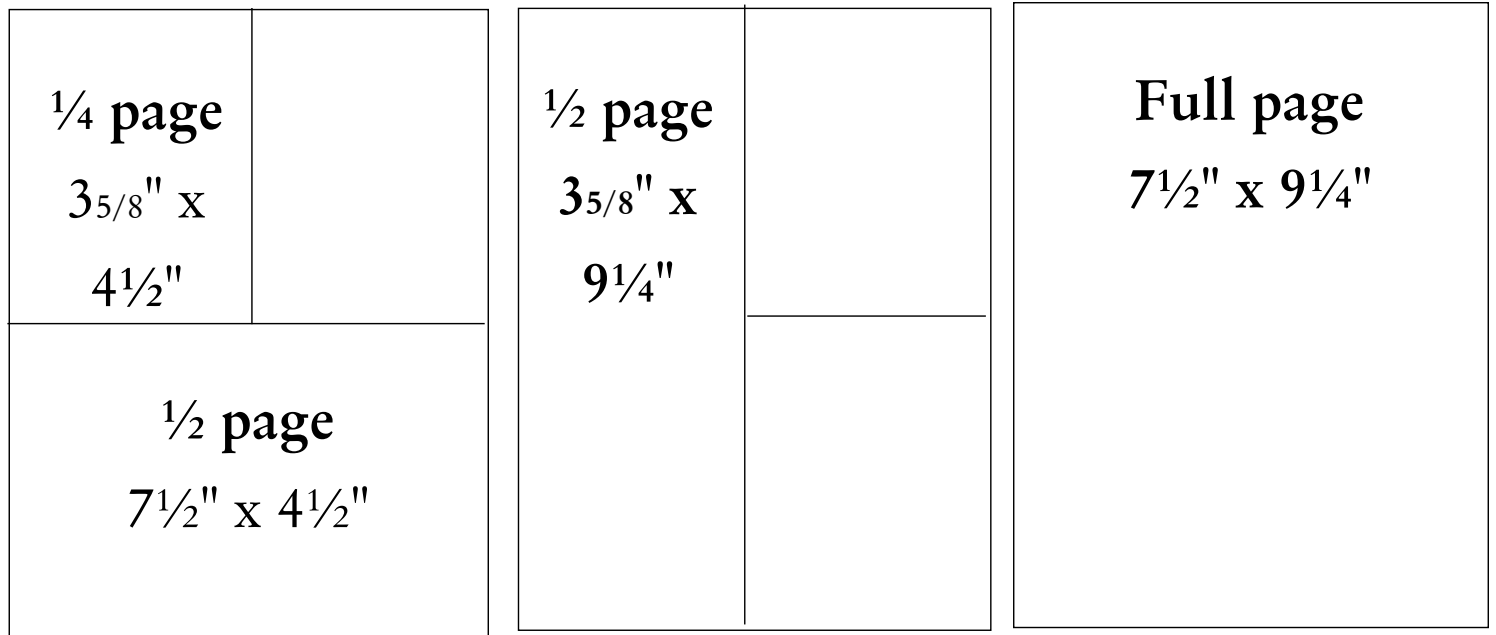 ¼ page
3 5/8" x
4½"
½ page
7½" x 4½"
½ page
3 5/8" x
9¼"
Full page
7½" x 9¼"